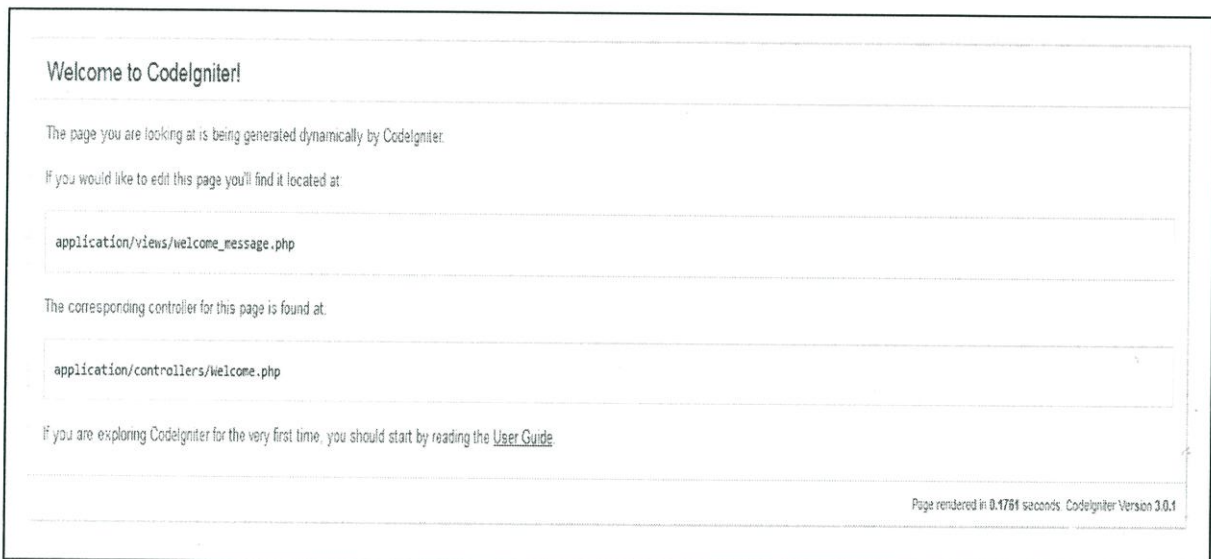 Welcome to CodeIgniter!
The page you are looking at is being generated dynamically by CodeIgniter.
If you would like to edit this page you'll find it located at:
application/views/welcome_message.php
The corresponding controller for this page is found at:
application/controllers/Welcome.php
If you are exploring CodeIgniter for the very first time, you should start by reading the User Guide.
Page rendered in 0.1761 seconds. CodeIgniter Version 3.0.1